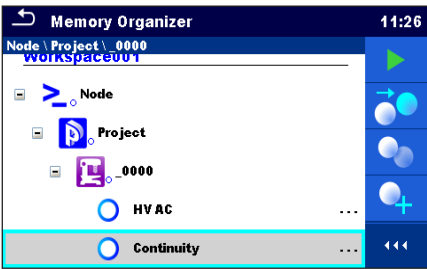 Memory Organizer 11:26
Node \ Project \ _0000
Workspace001
Node
Project
_0000
HV AC ...
Continuity ...